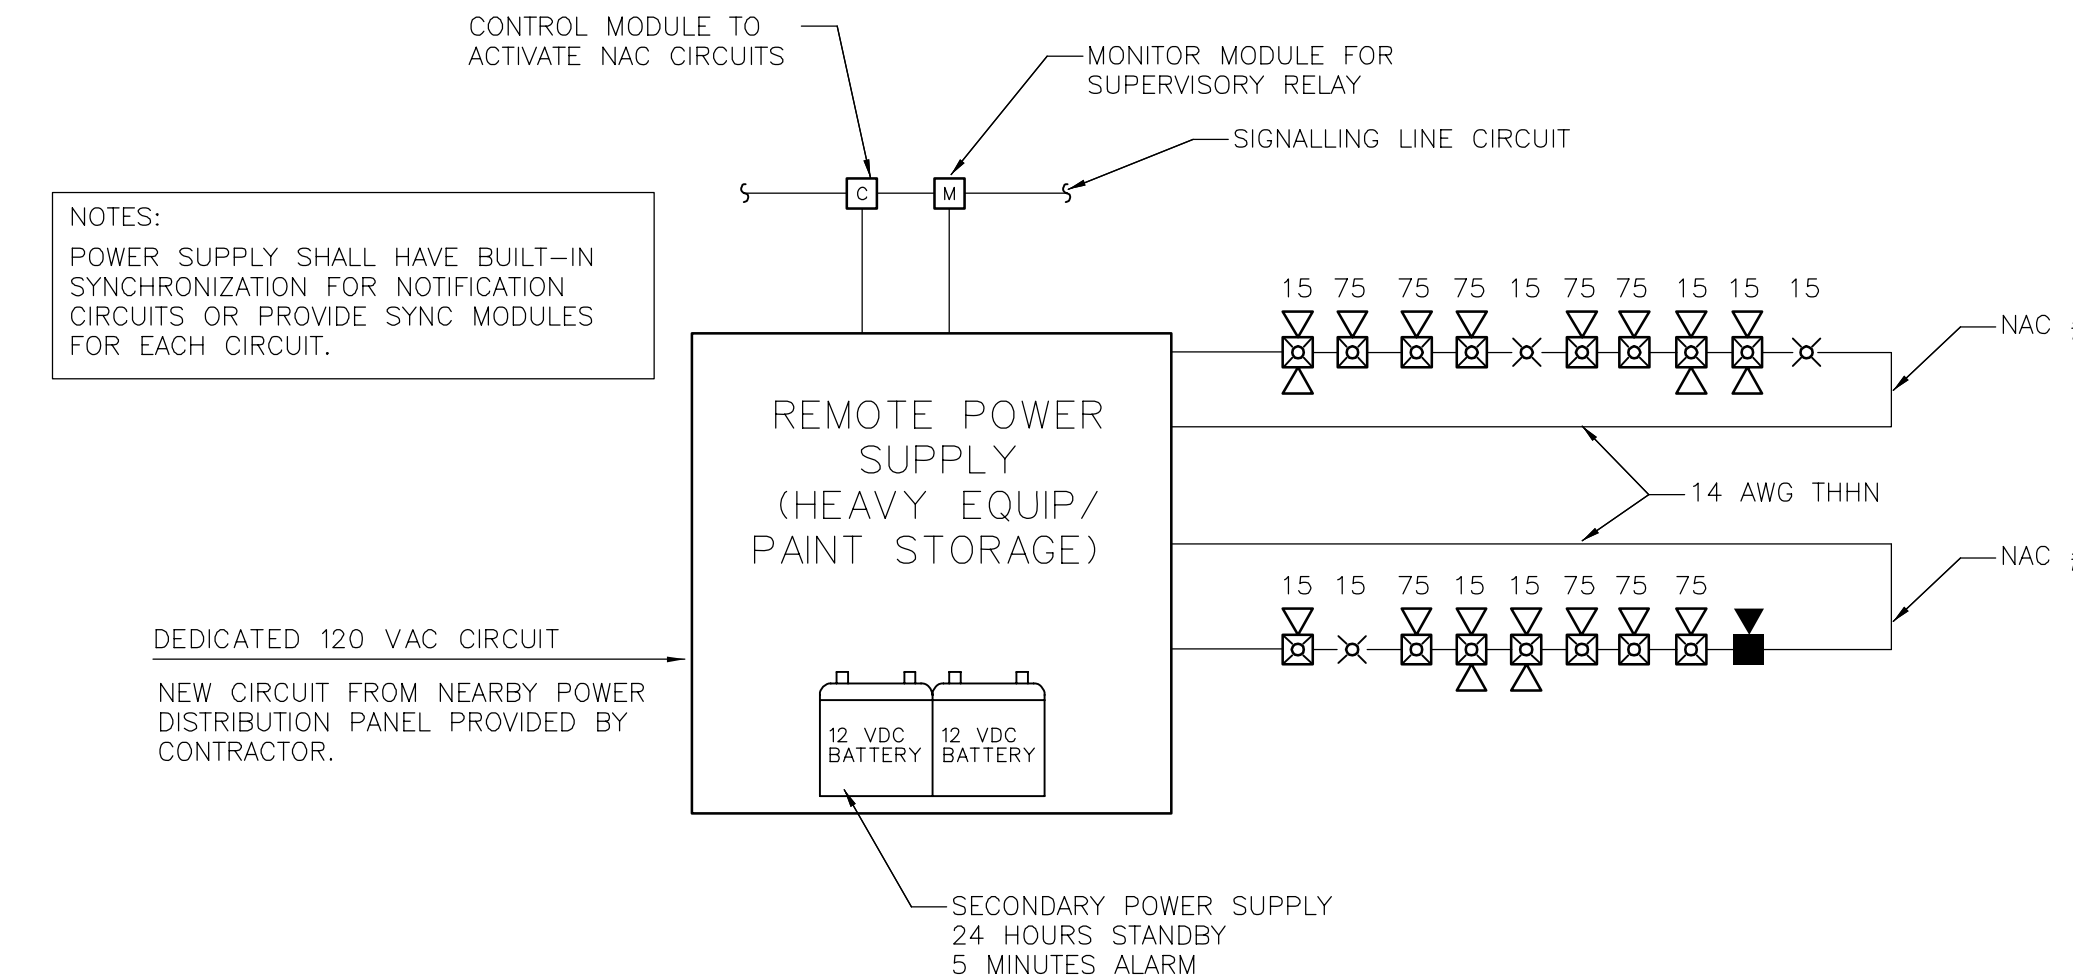 CONTROL MODULE TO
ACTIVATE NAC CIRCUITS
MONITOR MODULE FOR
SUPERVISORY RELAY
SIGNALLING LINE CIRCUIT
C
M
NOTES:
POWER SUPPLY SHALL HAVE BUILT-IN
SYNCHRONIZATION FOR NOTIFICATION
CIRCUITS OR PROVIDE SYNC MODULES
FOR EACH CIRCUIT.
15 75 75 75 15 75 75 15 15 15
NAC
REMOTE POWER
SUPPLY
(HEAVY EQUIP/
PAINT STORAGE)
14 AWG THHN
NAC
15 15 75 15 15 75 75 75
DEDICATED 120 VAC CIRCUIT
NEW CIRCUIT FROM NEARBY POWER
DISTRIBUTION PANEL PROVIDED BY
CONTRACTOR.
12 VDC
BATTERY
12 VDC
BATTERY
SECONDARY POWER SUPPLY
24 HOURS STANDBY
5 MINUTES ALARM